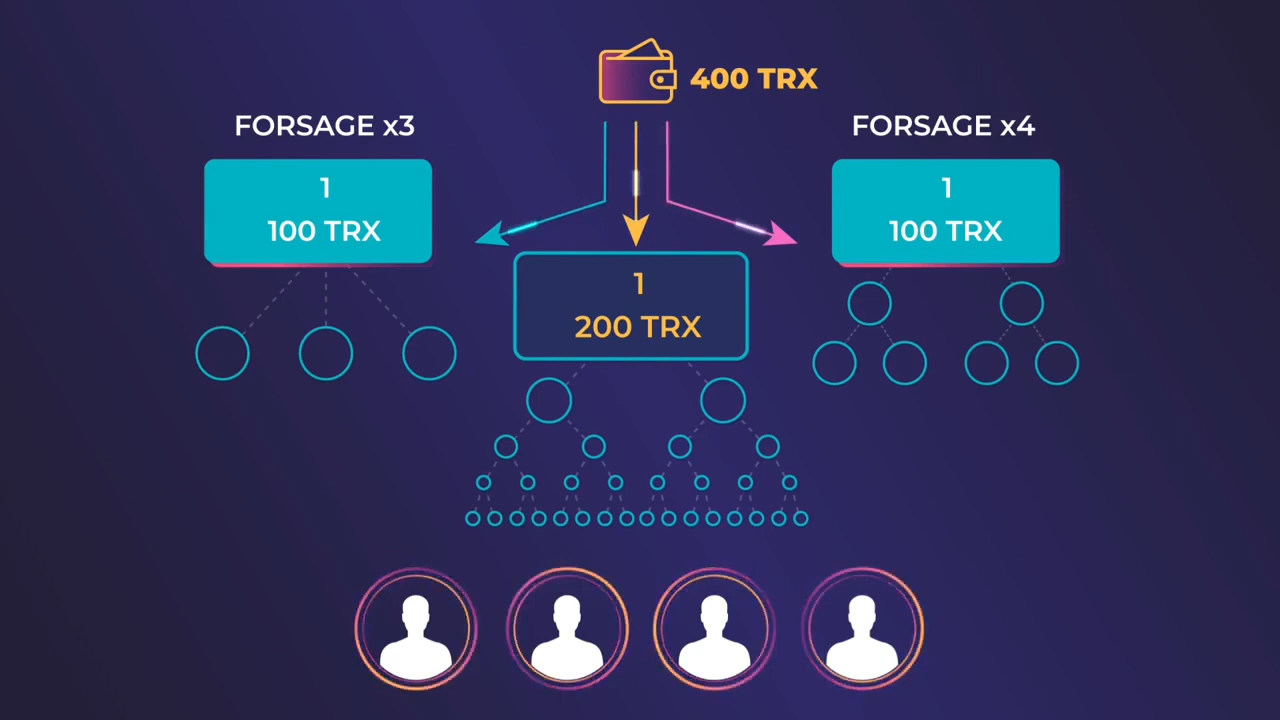 400 TRX
FORSAGE x3
1
100 TRX
1
200 TRX
FORSAGE x4
1
100 TRX